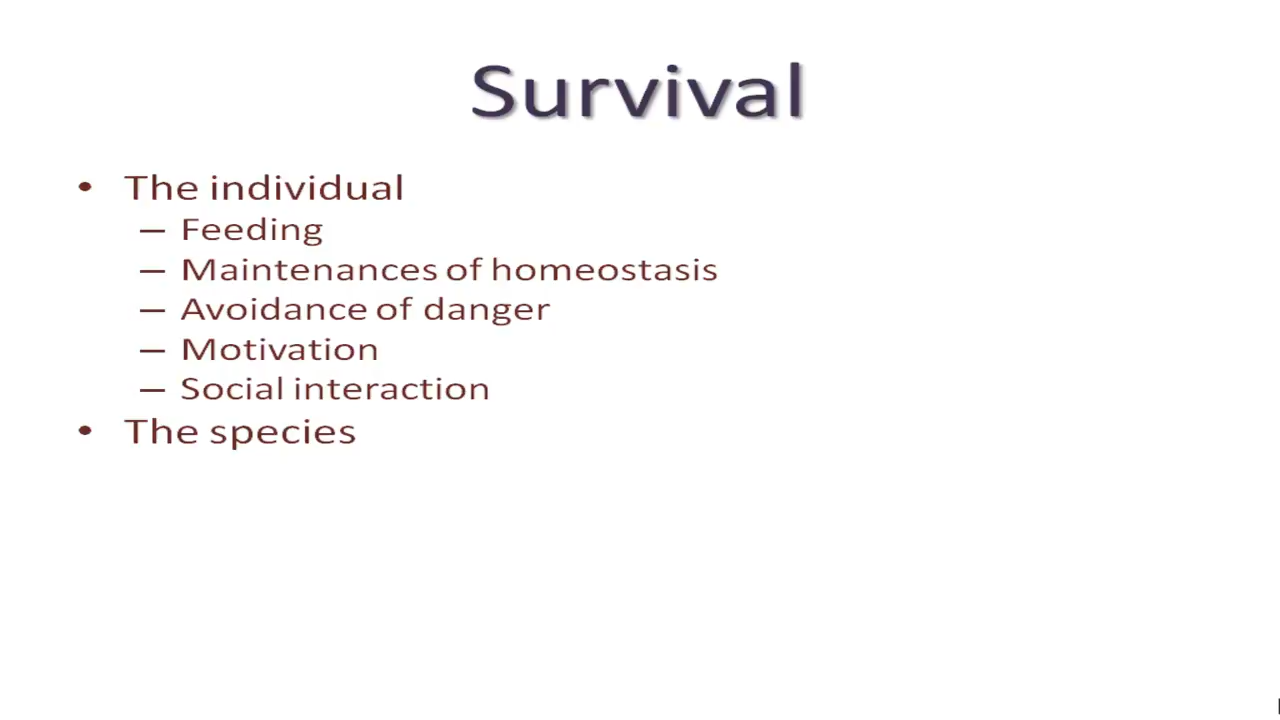 Survival
• The individual
– Feeding
– Maintenances of homeostasis
– Avoidance of danger
– Motivation
– Social interaction
• The species